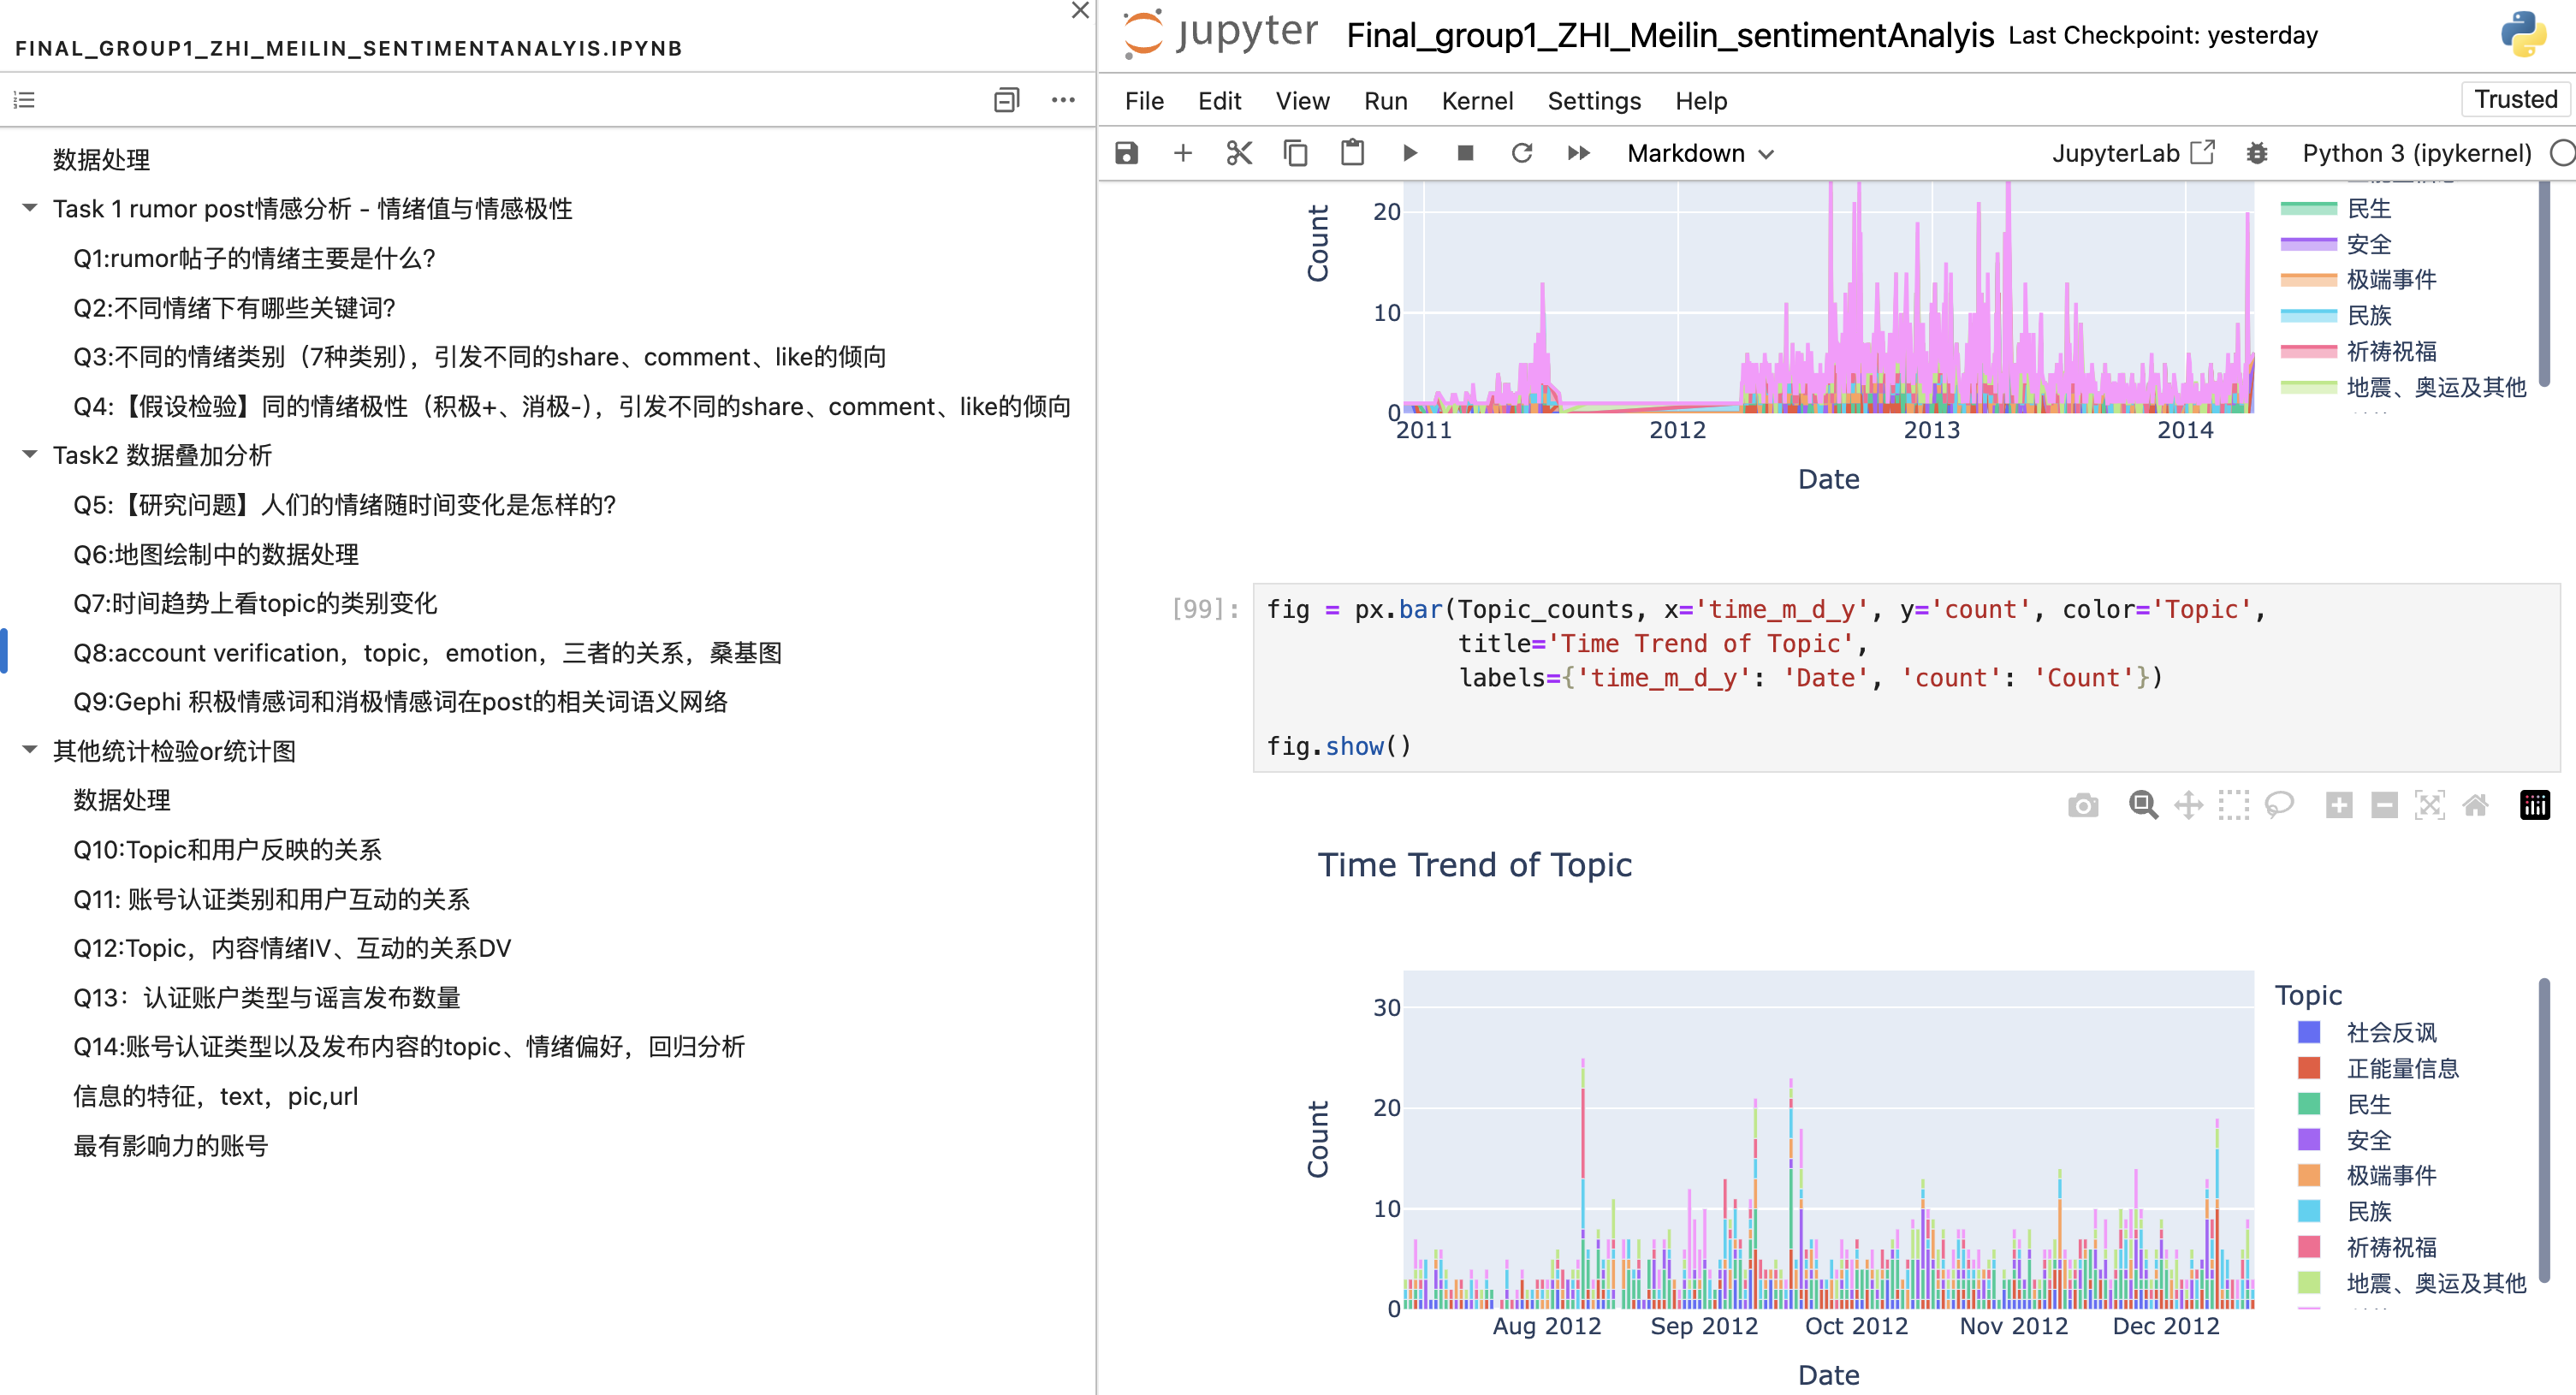 FINAL_GROUP1_ZHI_MEILIN_SENTIMENTANALYIS.IPYNB
数据处理
Task 1 rumor post情感分析 - 情绪值与情感极性
Q1:rumor帖子的情绪主要是什么?
Q2:不同情绪下有哪些关键词?
Q3:不同的情绪类别（7种类别），引发不同的share、comment、like的倾向
Q4:【假设检验】同的情绪极性（积极+、消极-），引发不同的share、comment、like的倾向
Task2 数据叠加分析
Q5:【研究问题】人们的情绪随时间变化是怎样的?
Q6:地图绘制中的数据处理
Q7:时间趋势上看topic的类别变化
Q8:account verification，topic，emotion，三者的关系，桑基图
Q9:Gephi 积极情感词和消极情感词在post的相关词语义网络
其他统计检验or统计图
数据处理
Q10:Topic和用户反映的关系
Q11: 账号认证类别和用户互动的关系
Q12:Topic，内容情绪IV、互动的关系DV
Q13：认证账户类型与谣言发布数量
Q14:账号认证类型以及发布内容的topic、情绪偏好，回归分析
信息的特征，text，pic,url
最有影响力的账号
jupyter Final_group1_ZHI_Meilin_sentimentAnalyis Last Checkpoint: yesterday
File Edit View Run Kernel Settings Help Trusted
Markdown JupyterLab Python 3 (ipykernel)
Count
20
10
0
2011 2012 2013 2014
Date
民生
安全
极端事件
民族
祈祷祝福
地震、奥运及其他
[99]: fig = px.bar(Topic_counts, x='time_m_d_y', y='count', color='Topic',
title='Time Trend of Topic',
labels={'time_m_d_y': 'Date', 'count': 'Count'})
fig.show()
Time Trend of Topic
Count
30
20
10
0
Aug 2012 Sep 2012 Oct 2012 Nov 2012 Dec 2012
Date
Topic
社会反讽
正能量信息
民生
安全
极端事件
民族
祈祷祝福
地震、奥运及其他